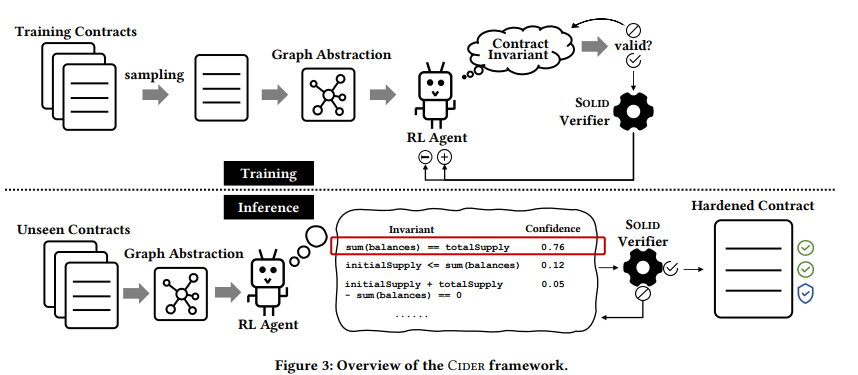 Training Contracts
sampling
Graph Abstraction
RL Agent
Contract
Invariant
valid?
SOLID
Verifier
Training
Inference
Unseen Contracts
Graph Abstraction
RL Agent
Invariant Confidence
sum(balances) == totalSupply 0.76
initialSupply <= sum(balances) 0.12
initialSupply + totalSupply 0.05
- sum(balances) == 0
......
SOLID
Verifier
Hardened Contract
Figure 3: Overview of the CIDER framework.